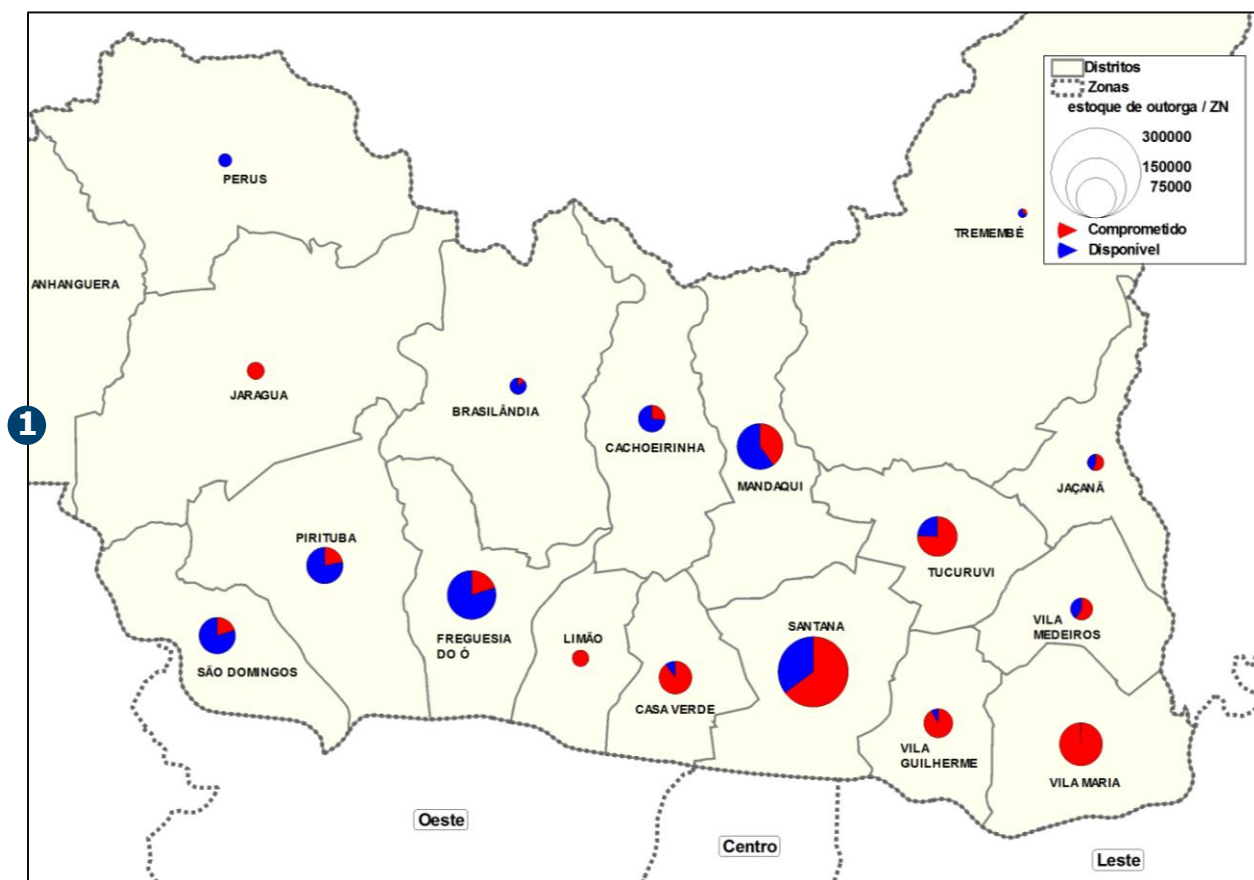 Distritos
Zonas
estoque de outorga / ZN
300000
150000
75000
Comprometido
Disponível
PERUS
TREMEMBÉ
ANHANGUERA
JARAGUA
BRASILÂNDIA
CACHOEIRINHA
MANDAQUI
JAÇANÃ
1
PIRITUBA
TUCURUVI
FREGUESIA
DO Ó
LIMÃO
SANTANA
VILA
MEDEIROS
SÃO DOMINGOS
CASA VERDE
VILA
GUILHERME
VILA MARIA
Oeste
Centro
Leste